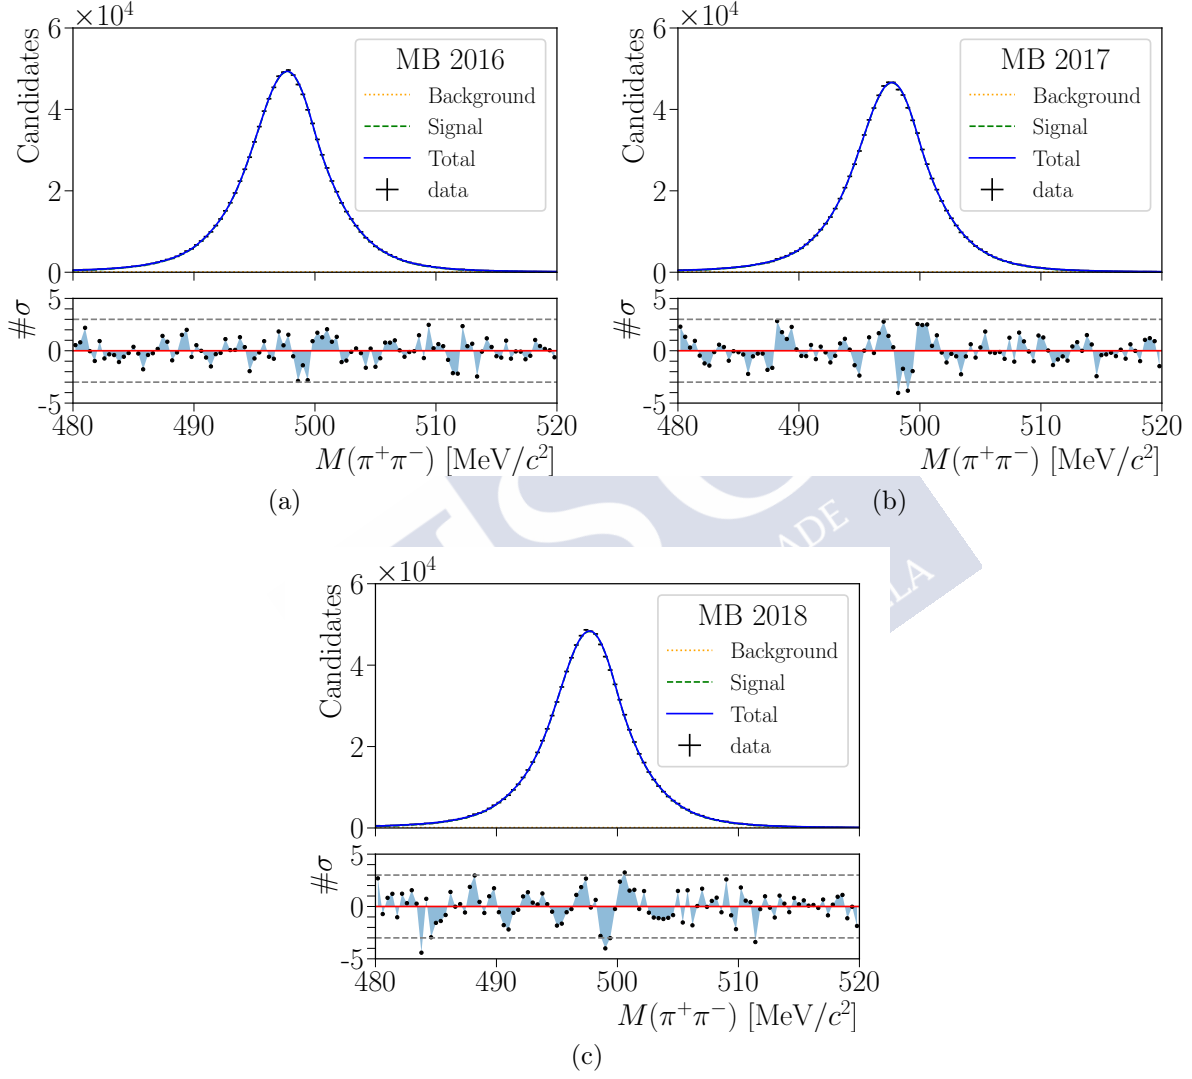 ×10⁴
6
4
2
0
Candidates
MB 2016
Background
Signal
Total
data
#σ
5
0
-5
480 490 500 510 520
M(π⁺π⁻) [MeV/c²]
(a)
×10⁴
6
4
2
0
Candidates
MB 2017
Background
Signal
Total
data
#σ
5
0
-5
480 490 500 510 520
M(π⁺π⁻) [MeV/c²]
(b)
×10⁴
6
4
2
0
Candidates
MB 2018
Background
Signal
Total
data
#σ
5
0
-5
480 490 500 510 520
M(π⁺π⁻) [MeV/c²]
(c)